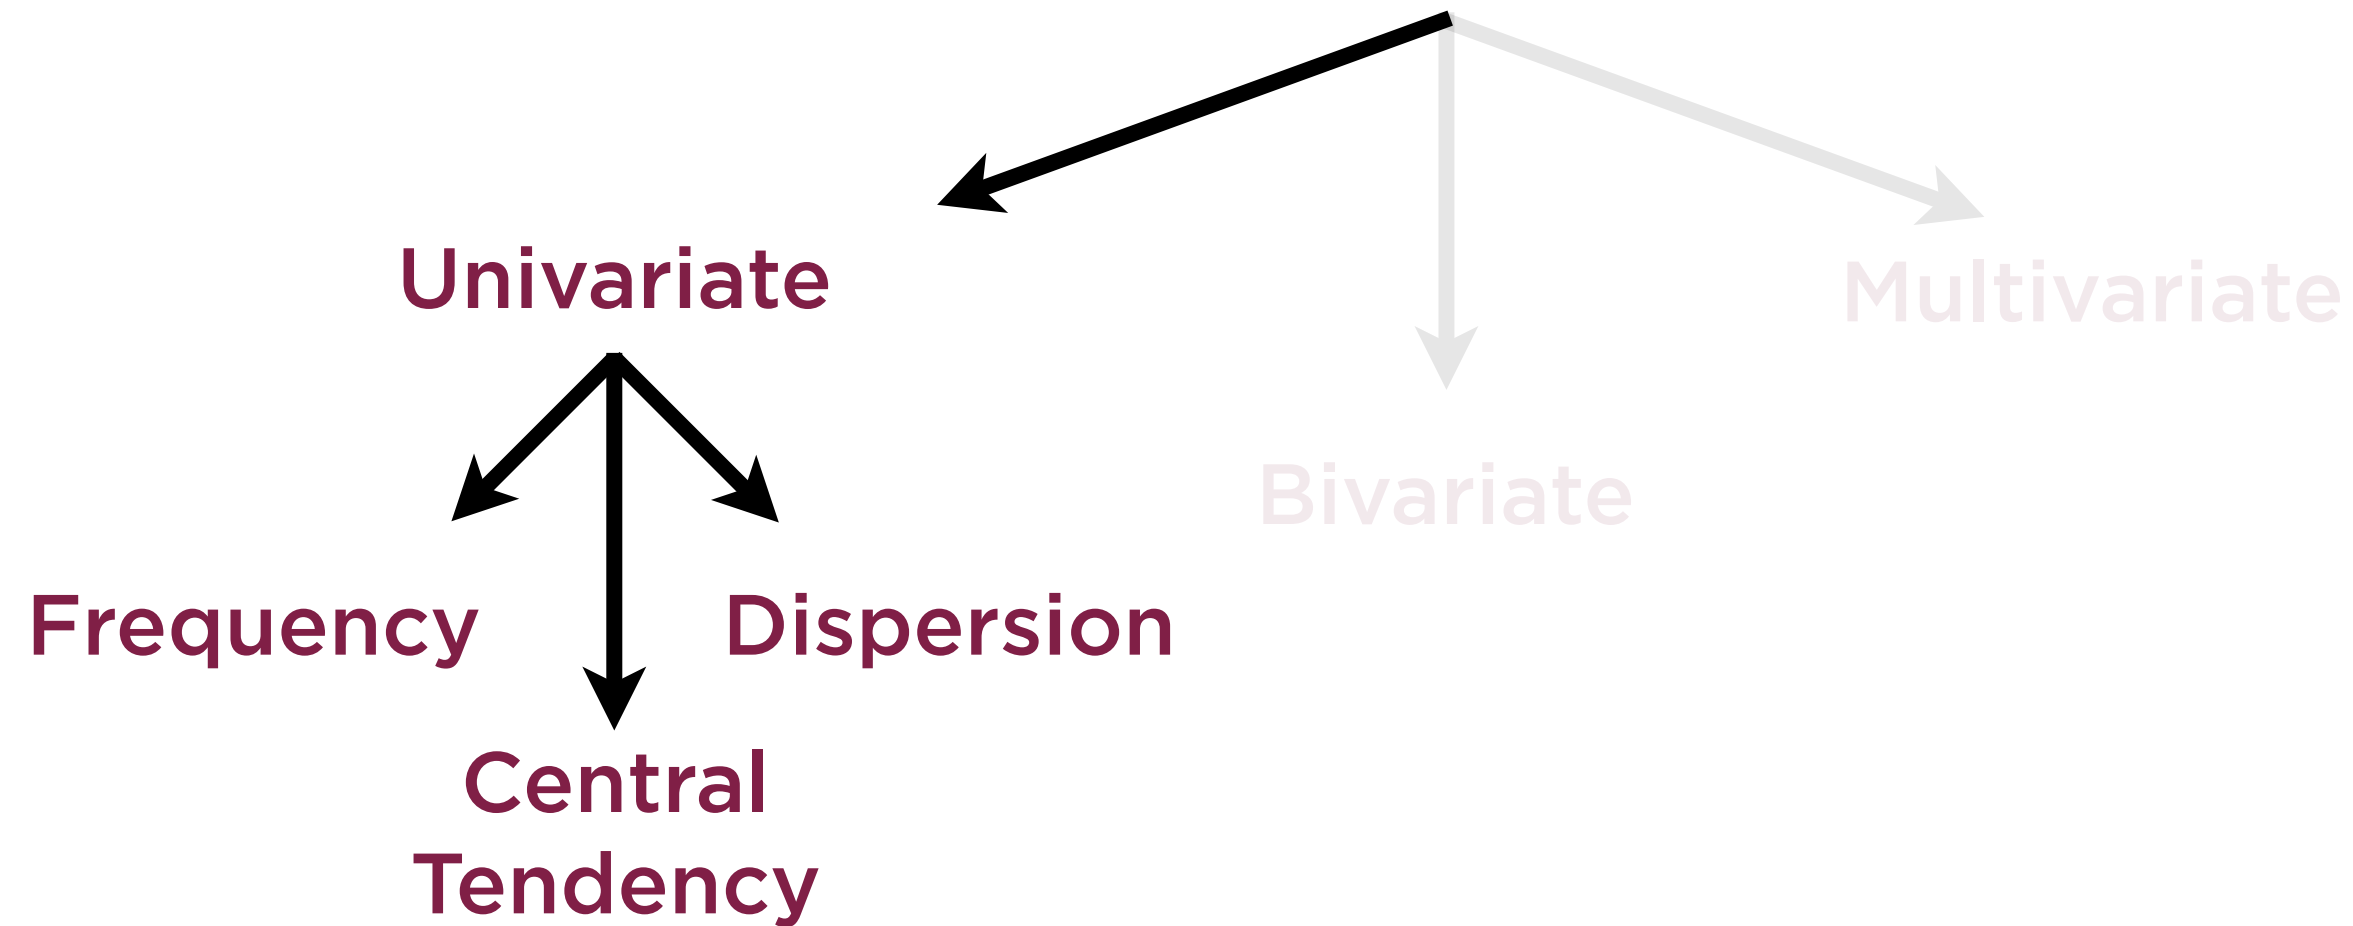 Univariate
Multivariate
Bivariate
Frequency
Dispersion
Central
Tendency